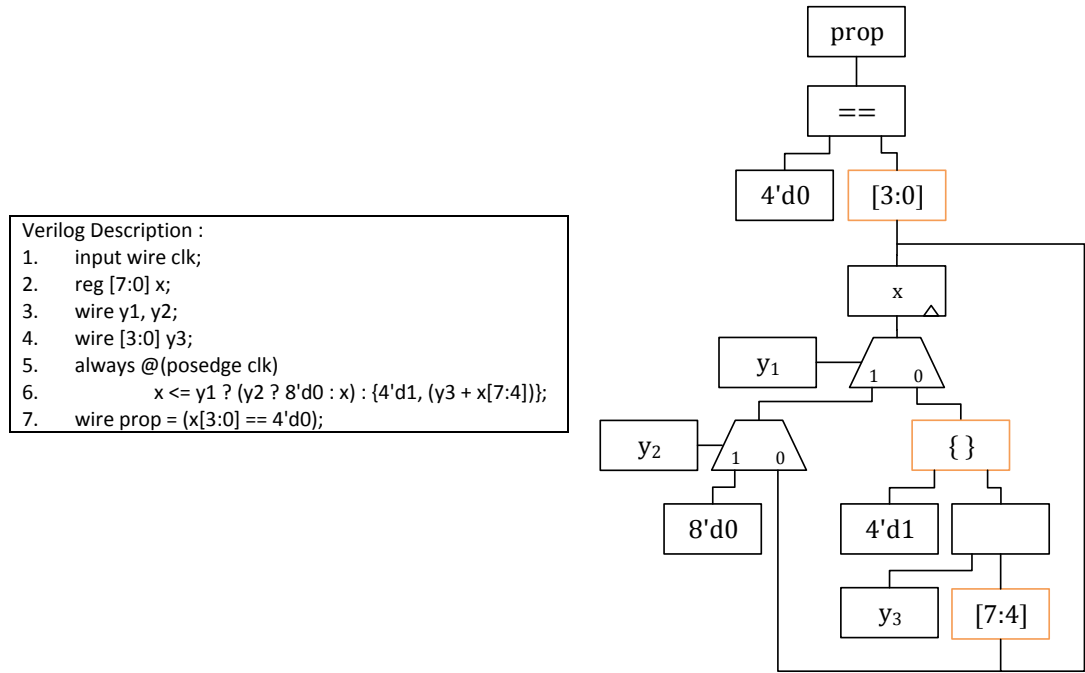 Verilog Description :
1. input wire clk;
2. reg [7:0] x;
3. wire y1, y2;
4. wire [3:0] y3;
5. always @(posedge clk)
6. x <= y1 ? (y2 ? 8'd0 : x) : {4'd1, (y3 + x[7:4])};
7. wire prop = (x[3:0] == 4'd0);
prop
==
4'd0 [3:0]
x
y₁ 1 0
y₂ 1 0 { }
8'd0 4'd1
y₃ [7:4]